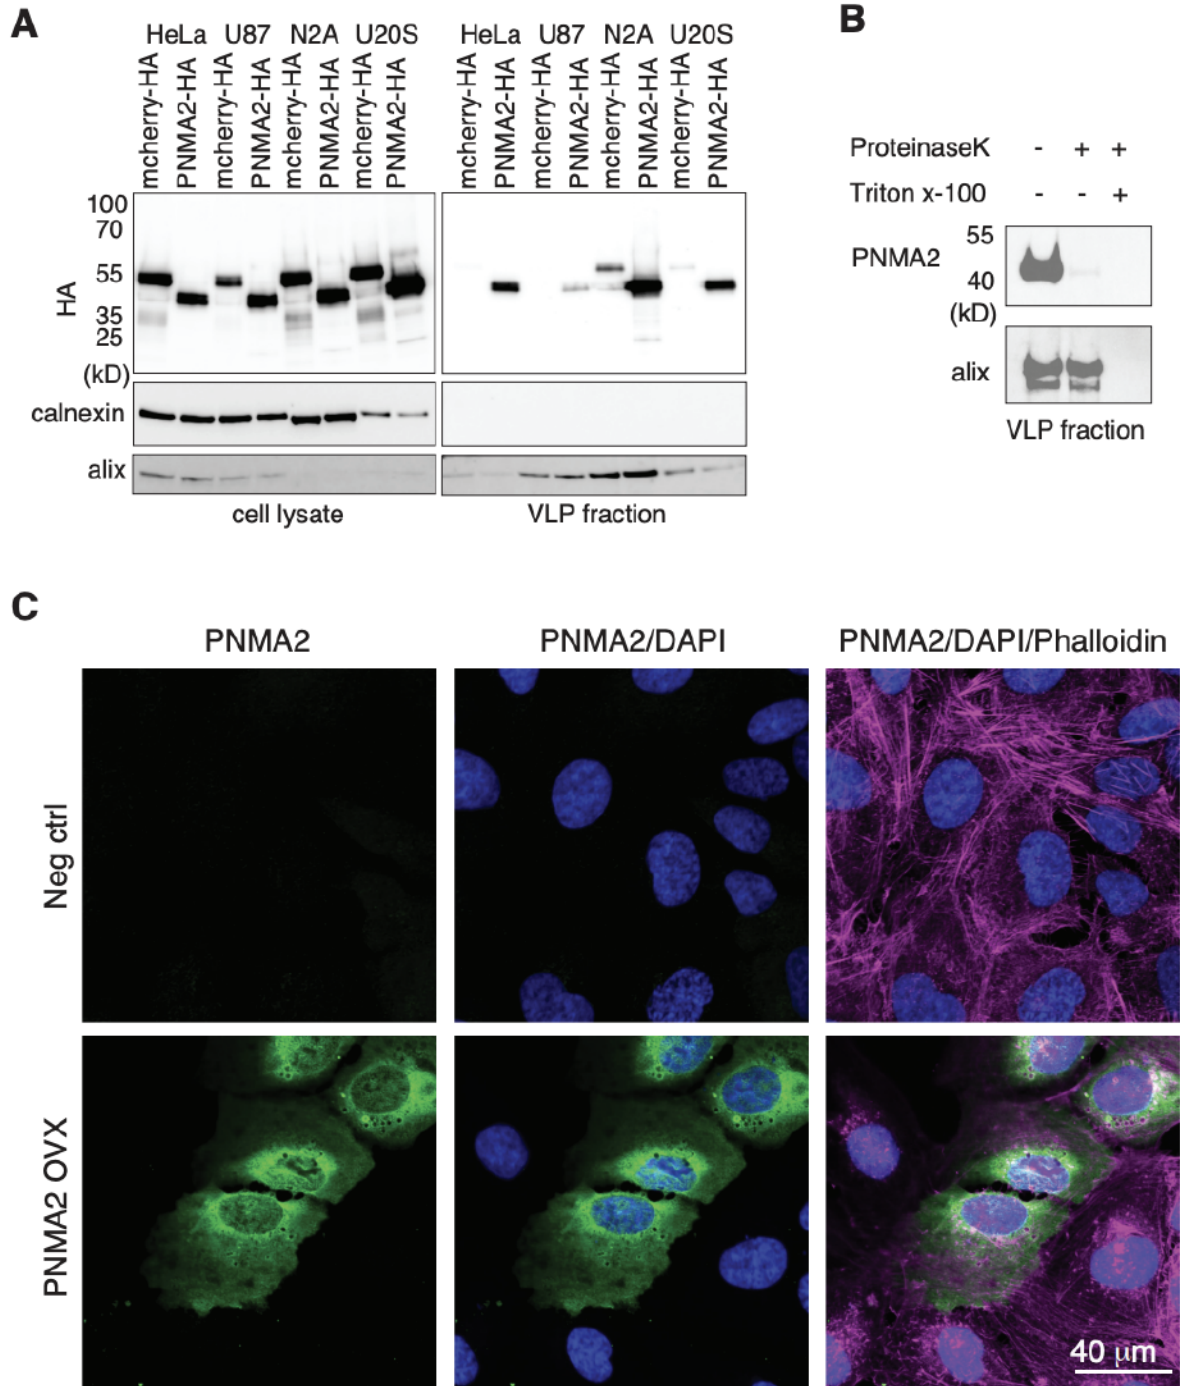 A
HeLa U87 N2A U20S
HeLa U87 N2A U20S
mcherry-HA
PNMA2-HA
mcherry-HA
PNMA2-HA
mcherry-HA
PNMA2-HA
mcherry-HA
PNMA2-HA
mcherry-HA
PNMA2-HA
mcherry-HA
PNMA2-HA
mcherry-HA
PNMA2-HA
mcherry-HA
PNMA2-HA
HA
100
70
55
35
25
(kD)
calnexin
alix
cell lysate
VLP fraction
B
ProteinaseK - + +
Triton x-100 - - +
PNMA2
55
40
(kD)
alix
VLP fraction
C
PNMA2
PNMA2/DAPI
PNMA2/DAPI/Phalloidin
Neg ctrl
PNMA2 OVX
40 μm